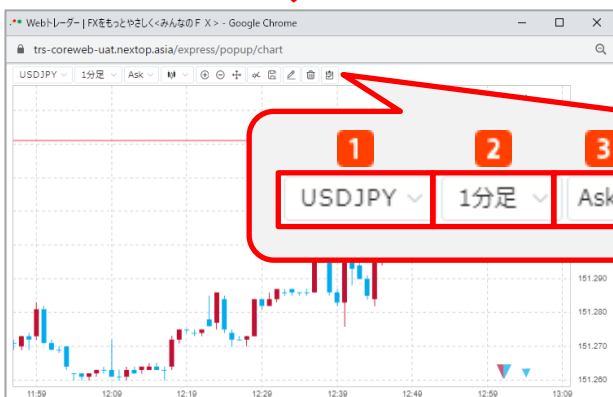 Webトレーダー | FXをもっとやさしく<みんなのＦＸ> - Google Chrome
trs-coreweb-uat.nextop.asia/express/popup/chart
USDJPY 1分足 Ask
1 2 3
USDJPY 1分足 Ask
151.290
151.280
151.270
151.260
11:59 12:09 12:19 12:29 12:39 12:49 12:59 13:09